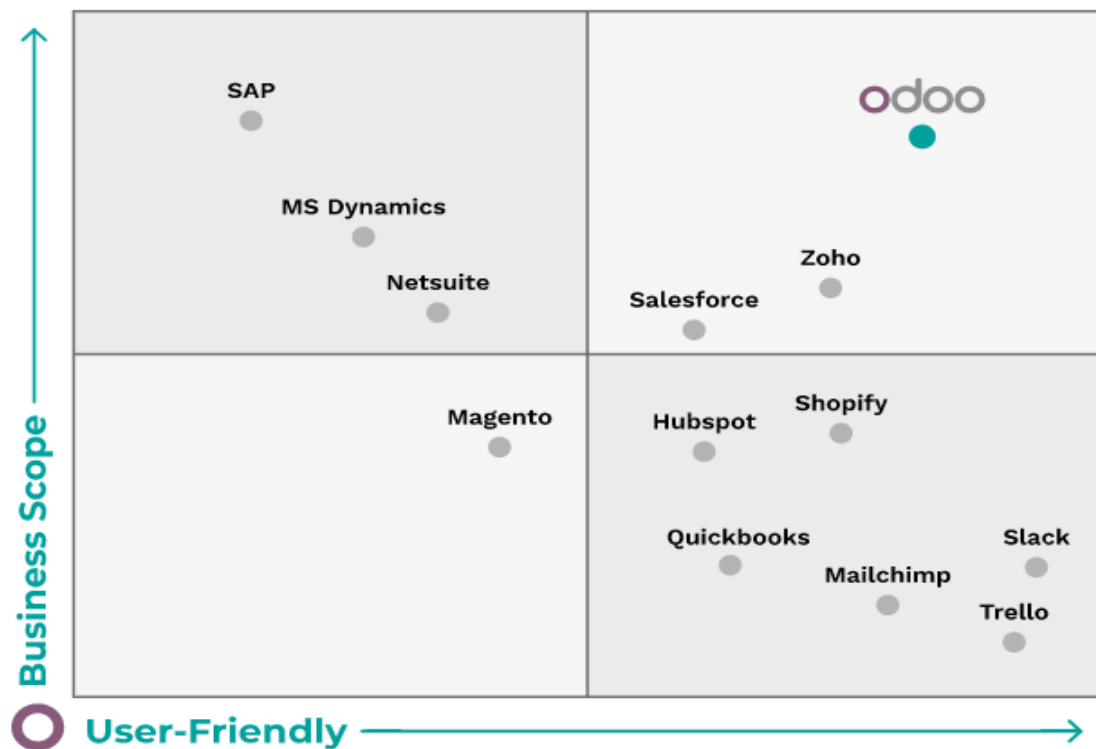 SAP
odoo
MS Dynamics
Zoho
Netsuite
Salesforce
Shopify
Magento
Hubspot
Quickbooks
Slack
Mailchimp
Trello
Business Scope
User-Friendly